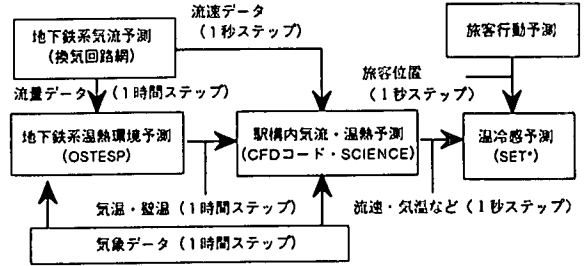 流速データ
(1秒ステップ)
地下鉄系気流予測
(換気回路網)
旅客行動予測
流量データ
(1時間ステップ)
旅客位置
(1秒ステップ)
地下鉄系温熱環境予測
(OSTESP)
駅構内気流・温熱予測
(CFDコード・SCIENCE)
温冷感予測
(SET*)
気温・壁温(1時間ステップ)
流速・気温など(1秒ステップ)
気象データ(1時間ステップ)